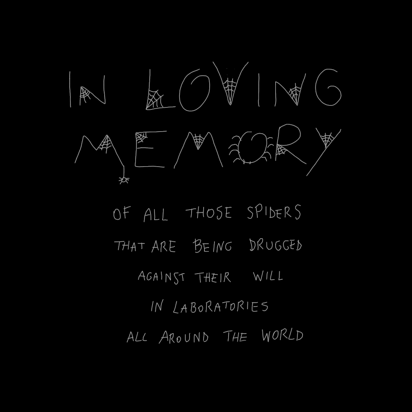 IN LOVING
MEMORY
OF ALL THOSE SPIDERS
THAT ARE BEING DRUGGED
AGAINST THEIR WILL
IN LABORATORIES
ALL AROUND THE WORLD